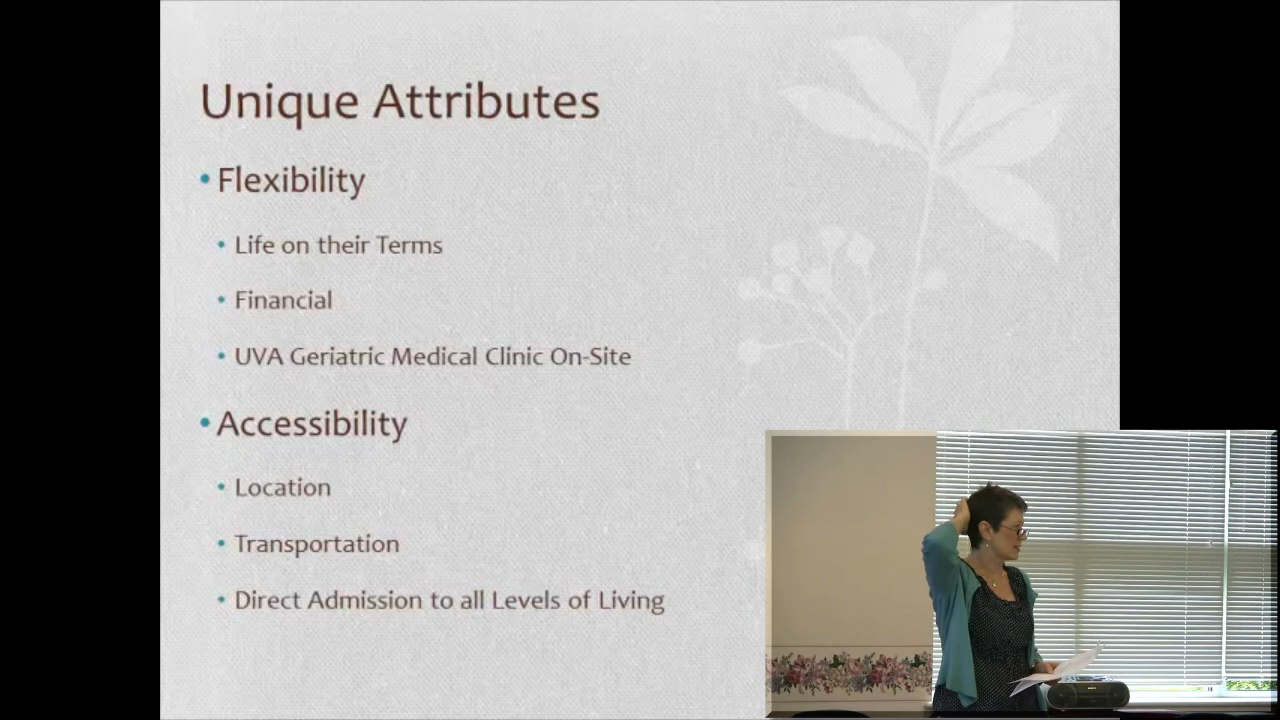 Unique Attributes
• Flexibility
• Life on their Terms
• Financial
• UVA Geriatric Medical Clinic On-Site
• Accessibility
• Location
• Transportation
• Direct Admission to all Levels of Living